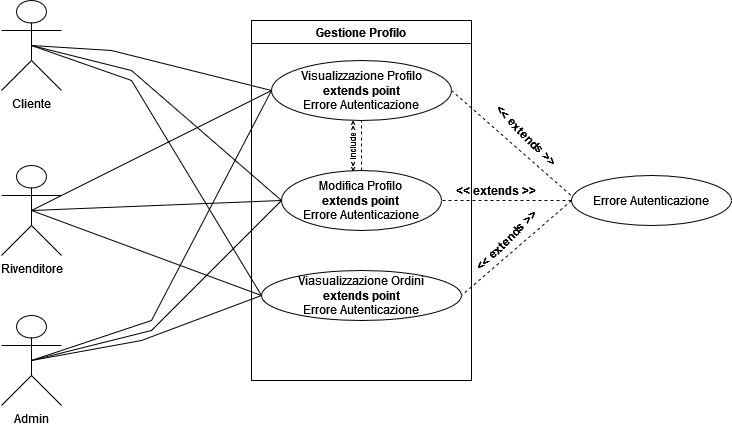 Gestione Profilo
Visualizzazione Profilo
extends point
Errore Autenticazione
<< extends >>
Cliente
<< include >>
Modifica Profilo
extends point
Errore Autenticazione
<< extends >>
Errore Autenticazione
<< extends >>
Rivenditore
Viasualizzazione Ordini
extends point
Errore Autenticazione
Admin